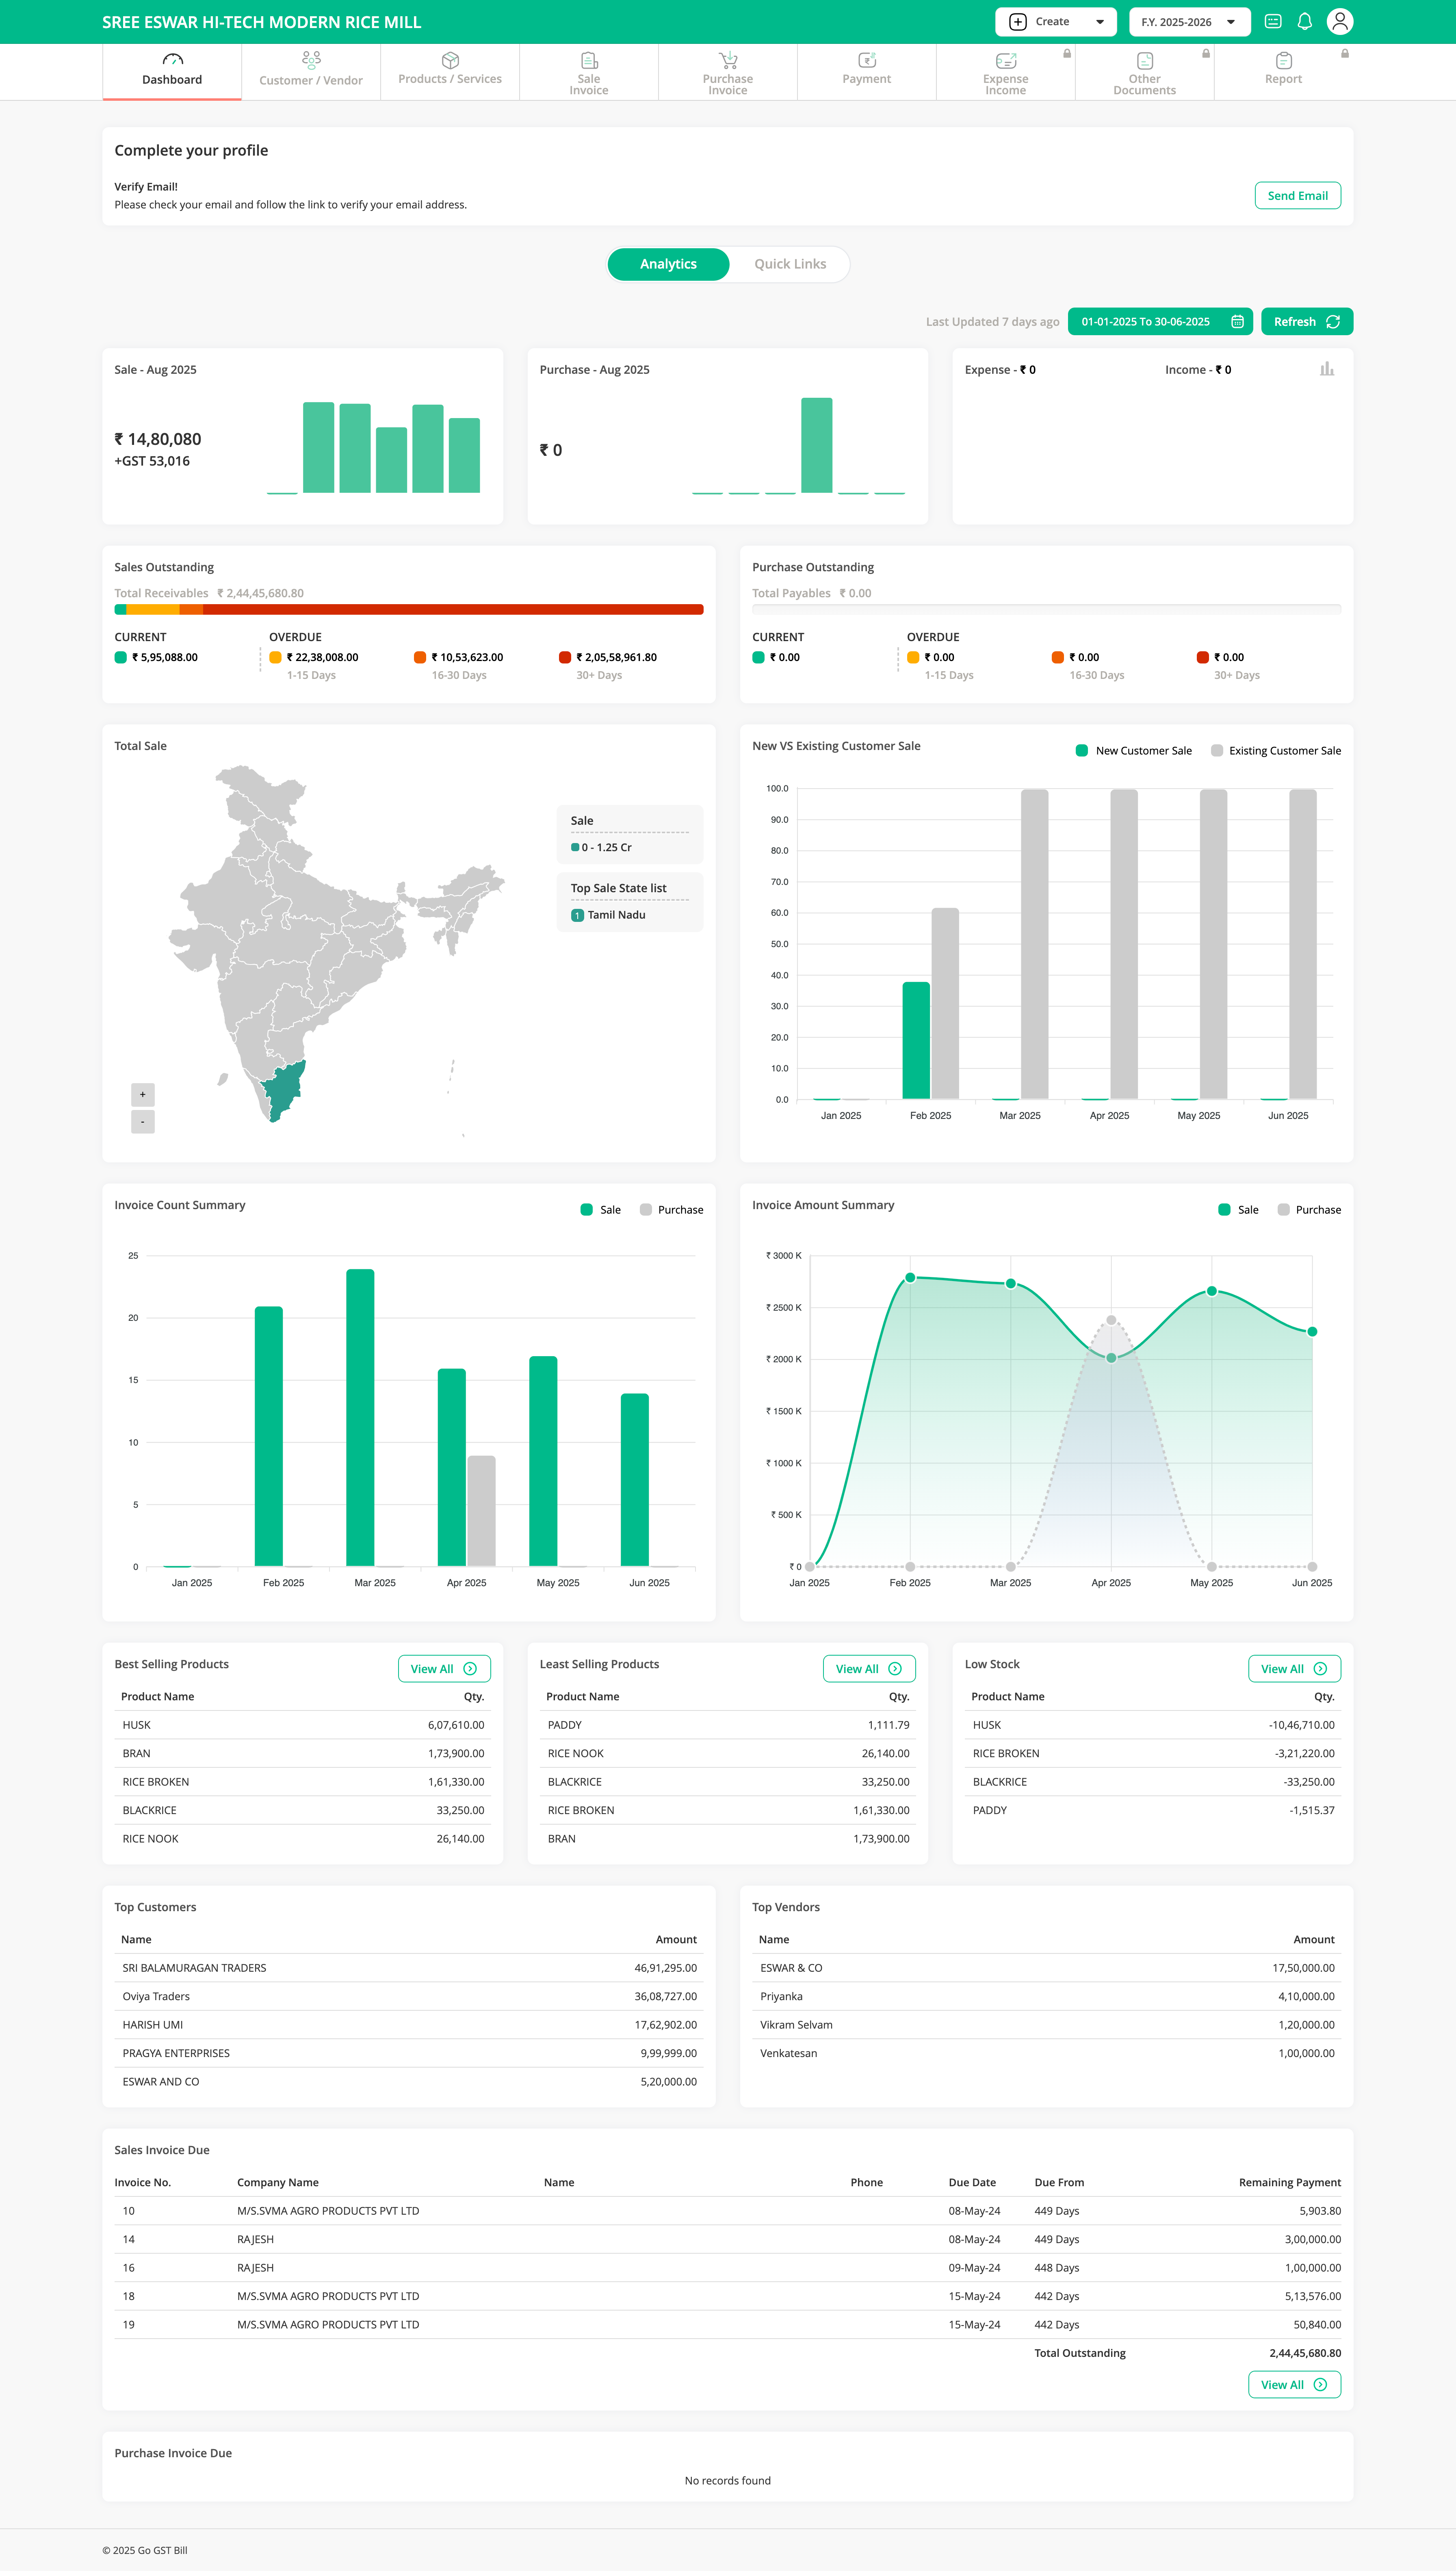 SREE ESWAR HI-TECH MODERN RICE MILL
Create
F.Y. 2025-2026
Dashboard
Customer / Vendor
Products / Services
Sale
Invoice
Purchase
Invoice
Payment
Expense
Income
Other
Documents
Report
Complete your profile
Verify Email!
Please check your email and follow the link to verify your email address.
Send Email
Analytics
Quick Links
Last Updated 7 days ago
01-01-2025 To 30-06-2025
Refresh
Sale - Aug 2025
₹ 14,80,080
+GST 53,016
Purchase - Aug 2025
₹ 0
Expense - ₹ 0
Income - ₹ 0
Sales Outstanding
Total Receivables ₹ 2,44,45,680.80
CURRENT
OVERDUE
₹ 5,95,088.00
₹ 22,38,008.00
₹ 10,53,623.00
₹ 2,05,58,961.80
1-15 Days
16-30 Days
30+ Days
Purchase Outstanding
Total Payables ₹ 0.00
CURRENT
OVERDUE
₹ 0.00
₹ 0.00
₹ 0.00
₹ 0.00
1-15 Days
16-30 Days
30+ Days
Total Sale
Sale
0 - 1.25 Cr
Top Sale State list
1 Tamil Nadu
+
-
New VS Existing Customer Sale
New Customer Sale
Existing Customer Sale
100.0
90.0
80.0
70.0
60.0
50.0
40.0
30.0
20.0
10.0
0.0
Jan 2025
Feb 2025
Mar 2025
Apr 2025
May 2025
Jun 2025
Invoice Count Summary
Sale
Purchase
25
20
15
10
5
0
Jan 2025
Feb 2025
Mar 2025
Apr 2025
May 2025
Jun 2025
Invoice Amount Summary
Sale
Purchase
₹ 3000 K
₹ 2500 K
₹ 2000 K
₹ 1500 K
₹ 1000 K
₹ 500 K
₹ 0
Jan 2025
Feb 2025
Mar 2025
Apr 2025
May 2025
Jun 2025
Best Selling Products
View All
Product Name Qty.
HUSK 6,07,610.00
BRAN 1,73,900.00
RICE BROKEN 1,61,330.00
BLACKRICE 33,250.00
RICE NOOK 26,140.00
Least Selling Products
View All
Product Name Qty.
PADDY 1,111.79
RICE NOOK 26,140.00
BLACKRICE 33,250.00
RICE BROKEN 1,61,330.00
BRAN 1,73,900.00
Low Stock
View All
Product Name Qty.
HUSK -10,46,710.00
RICE BROKEN -3,21,220.00
BLACKRICE -33,250.00
PADDY -1,515.37
Top Customers
Name Amount
SRI BALAMURAGAN TRADERS 46,91,295.00
Oviya Traders 36,08,727.00
HARISH UMI 17,62,902.00
PRAGYA ENTERPRISES 9,99,999.00
ESWAR AND CO 5,20,000.00
Top Vendors
Name Amount
ESWAR & CO 17,50,000.00
Priyanka 4,10,000.00
Vikram Selvam 1,20,000.00
Venkatesan 1,00,000.00
Sales Invoice Due
Invoice No. Company Name Name Phone Due Date Due From Remaining Payment
10 M/S.SVMA AGRO PRODUCTS PVT LTD 08-May-24 449 Days 5,903.80
14 RAJESH 08-May-24 449 Days 3,00,000.00
16 RAJESH 09-May-24 448 Days 1,00,000.00
18 M/S.SVMA AGRO PRODUCTS PVT LTD 15-May-24 442 Days 5,13,576.00
19 M/S.SVMA AGRO PRODUCTS PVT LTD 15-May-24 442 Days 50,840.00
Total Outstanding 2,44,45,680.80
View All
Purchase Invoice Due
No records found
© 2025 Go GST Bill